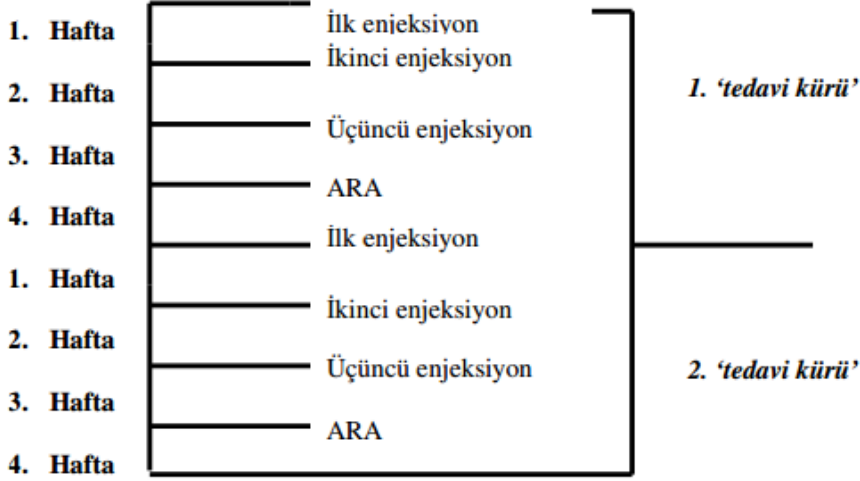 1. Hafta
İlk enjeksiyon
İkinci enjeksiyon
2. Hafta
1. ‘tedavi kürü’
Üçüncü enjeksiyon
3. Hafta
ARA
4. Hafta
İlk enjeksiyon
1. Hafta
İkinci enjeksiyon
2. Hafta
Üçüncü enjeksiyon
2. ‘tedavi kürü’
3. Hafta
ARA
4. Hafta